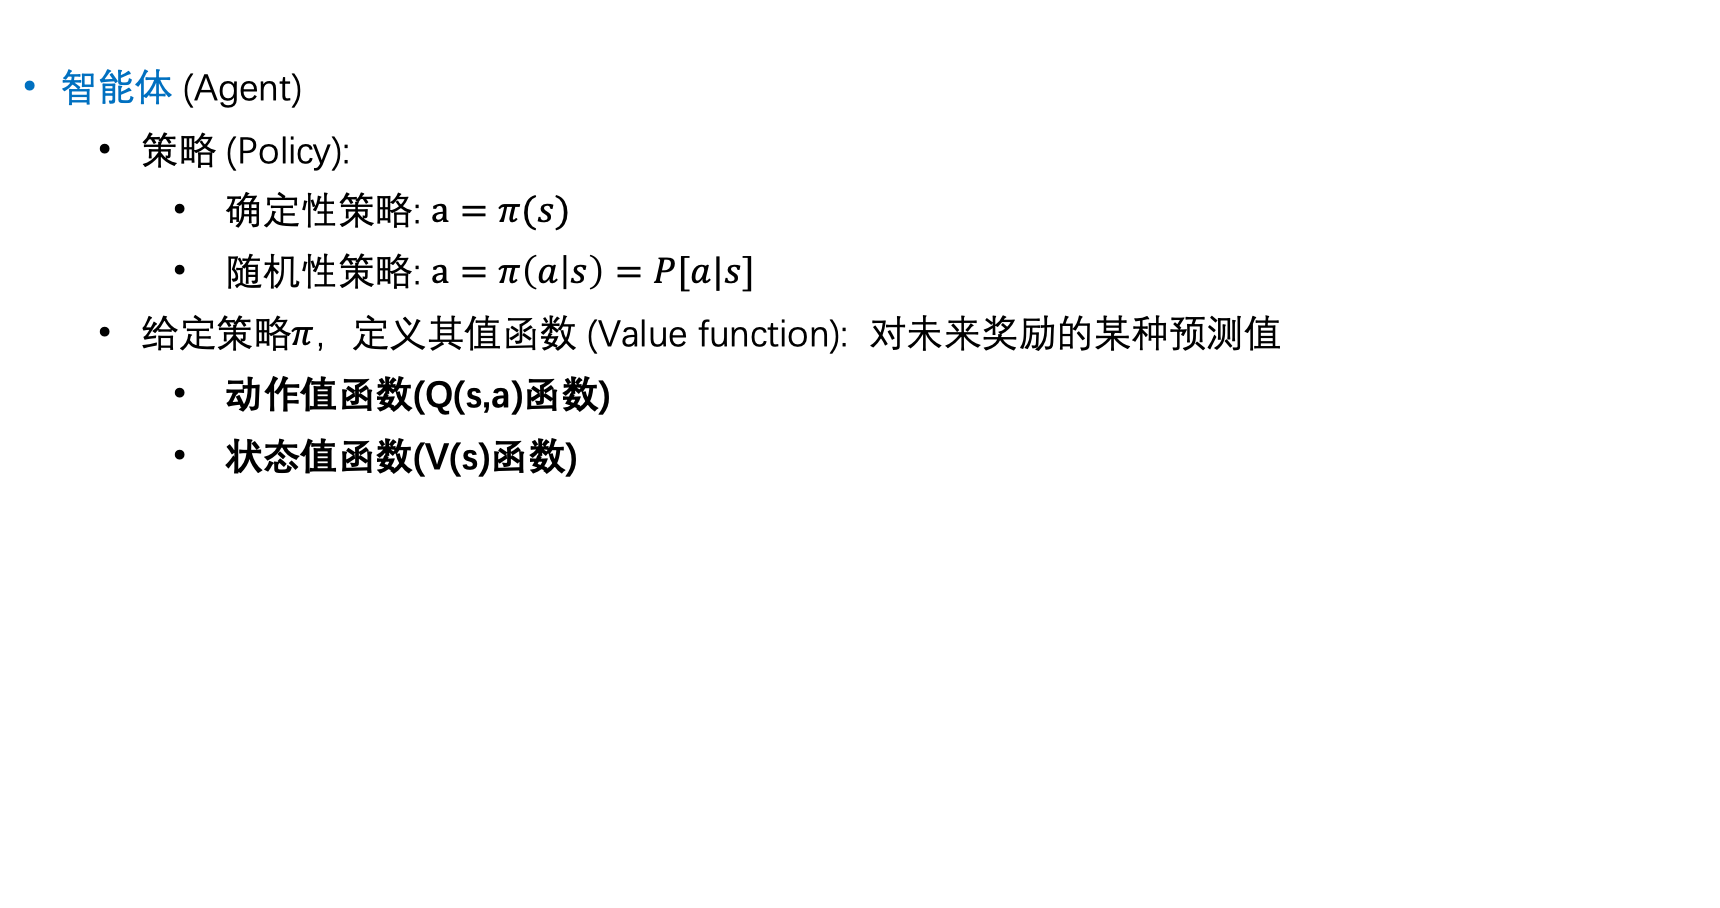 • 智能体 (Agent)
• 策略 (Policy):
• 确定性策略: a = π(s)
• 随机性策略: a = π(a|s) = P[a|s]
• 给定策略π，定义其值函数 (Value function)：对未来奖励的某种预测值
• 动作值函数(Q(s,a)函数)
• 状态值函数(V(s)函数)